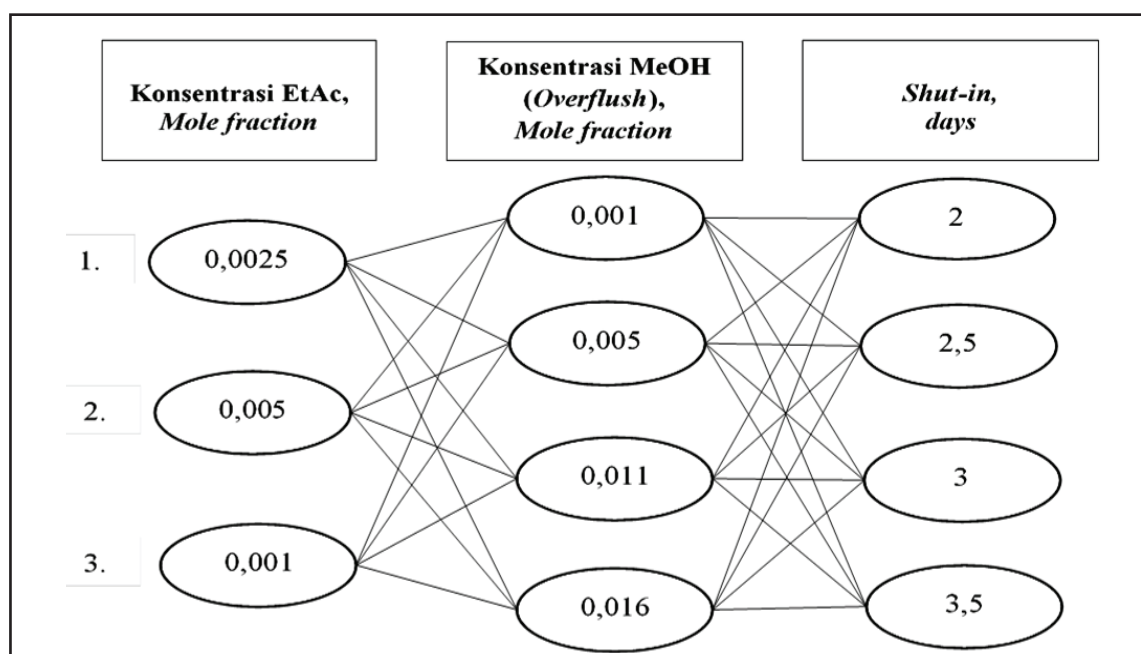 Konsentrasi EtAc,
Mole fraction
Konsentrasi MeOH
(Overflush),
Mole fraction
Shut-in,
days
1.
0,0025
2.
0,005
3.
0,001
0,001
0,005
0,011
0,016
2
2,5
3
3,5